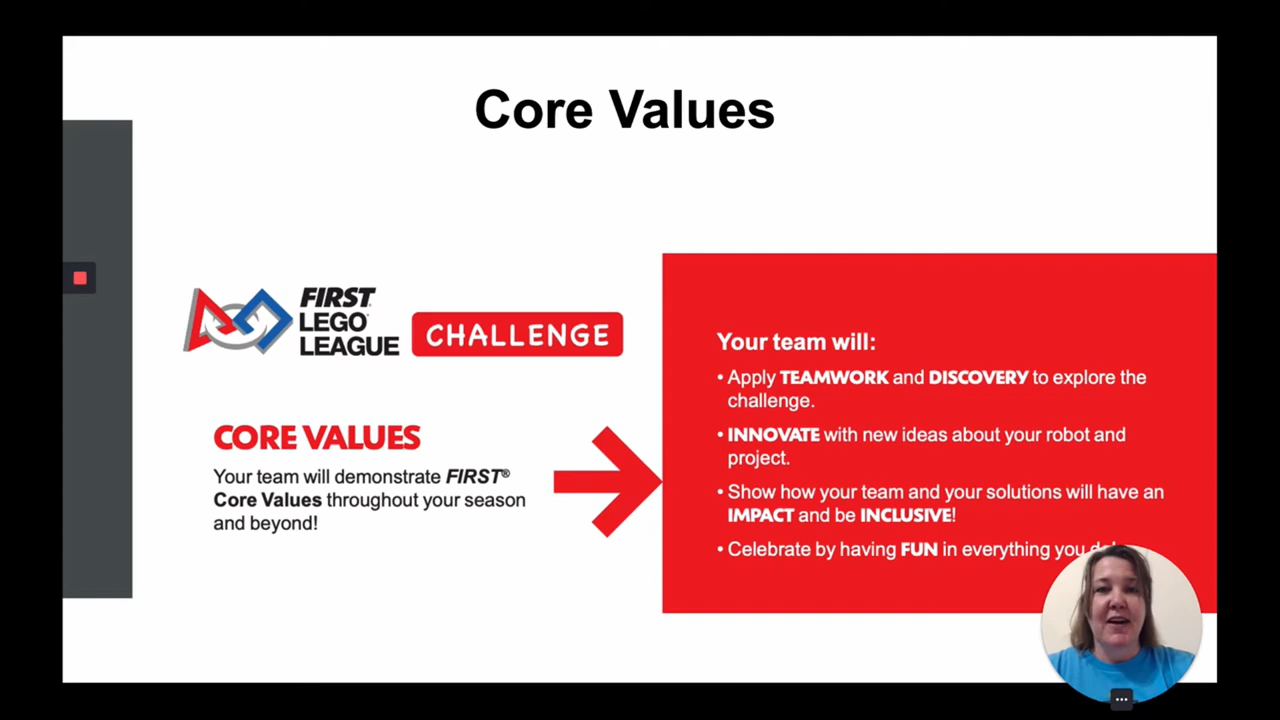 Core Values
FIRST
LEGO®
LEAGUE
CHALLENGE
CORE VALUES
Your team will demonstrate FIRST®
Core Values throughout your season
and beyond!
Your team will:
• Apply TEAMWORK and DISCOVERY to explore the
challenge.
• INNOVATE with new ideas about your robot and
project.
• Show how your team and your solutions will have an
IMPACT and be INCLUSIVE!
• Celebrate by having FUN in everything you